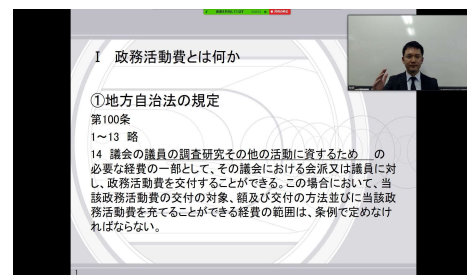 Ⅰ 政務活動費とは何か
①地方自治法の規定
第100条
1～13 略
14 議会の議員の調査研究その他の活動に資するため の
必要な経費の一部として、その議会における会派又は議員に対
し、政務活動費を交付することができる。この場合において、当
該政務活動費の交付の対象、額及び交付の方法並びに当該政
務活動費を充てることができる経費の範囲は、条例で定めなけ
ればならない。
1